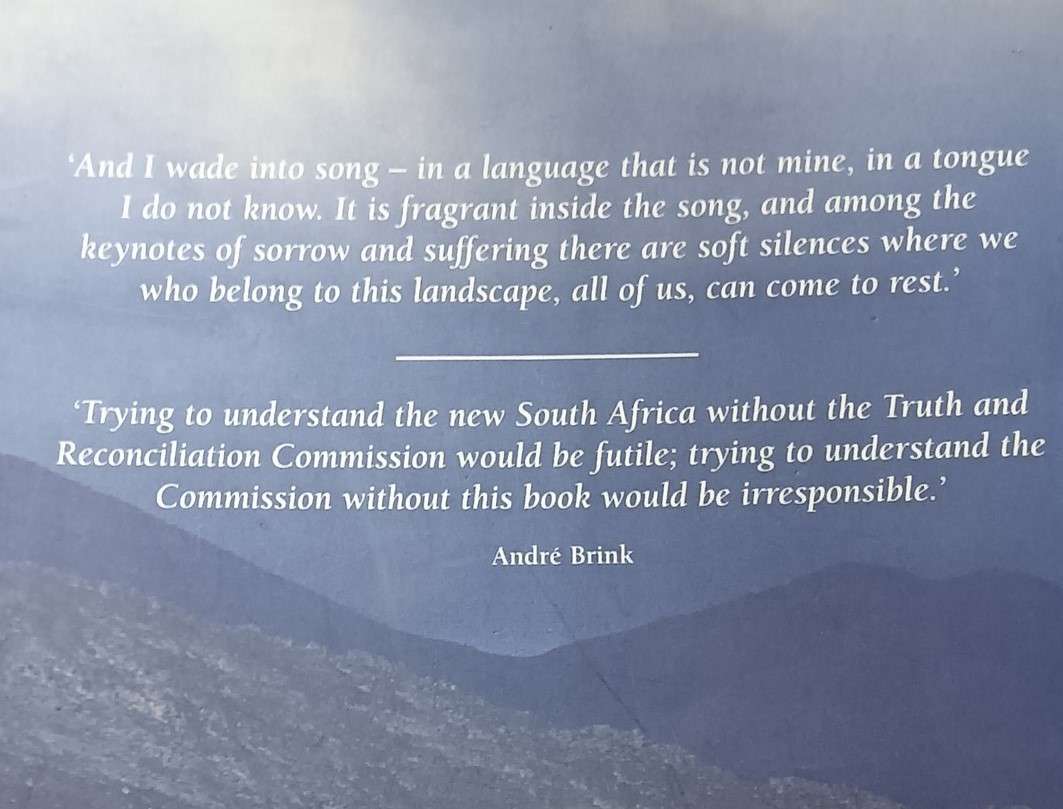 ‘And I wade into song – in a language that is not mine, in a tongue
I do not know. It is fragrant inside the song, and among the
keynotes of sorrow and suffering there are soft silences where we
who belong to this landscape, all of us, can come to rest.’
‘Trying to understand the new South Africa without the Truth and
Reconciliation Commission would be futile; trying to understand the
Commission without this book would be irresponsible.’
André Brink